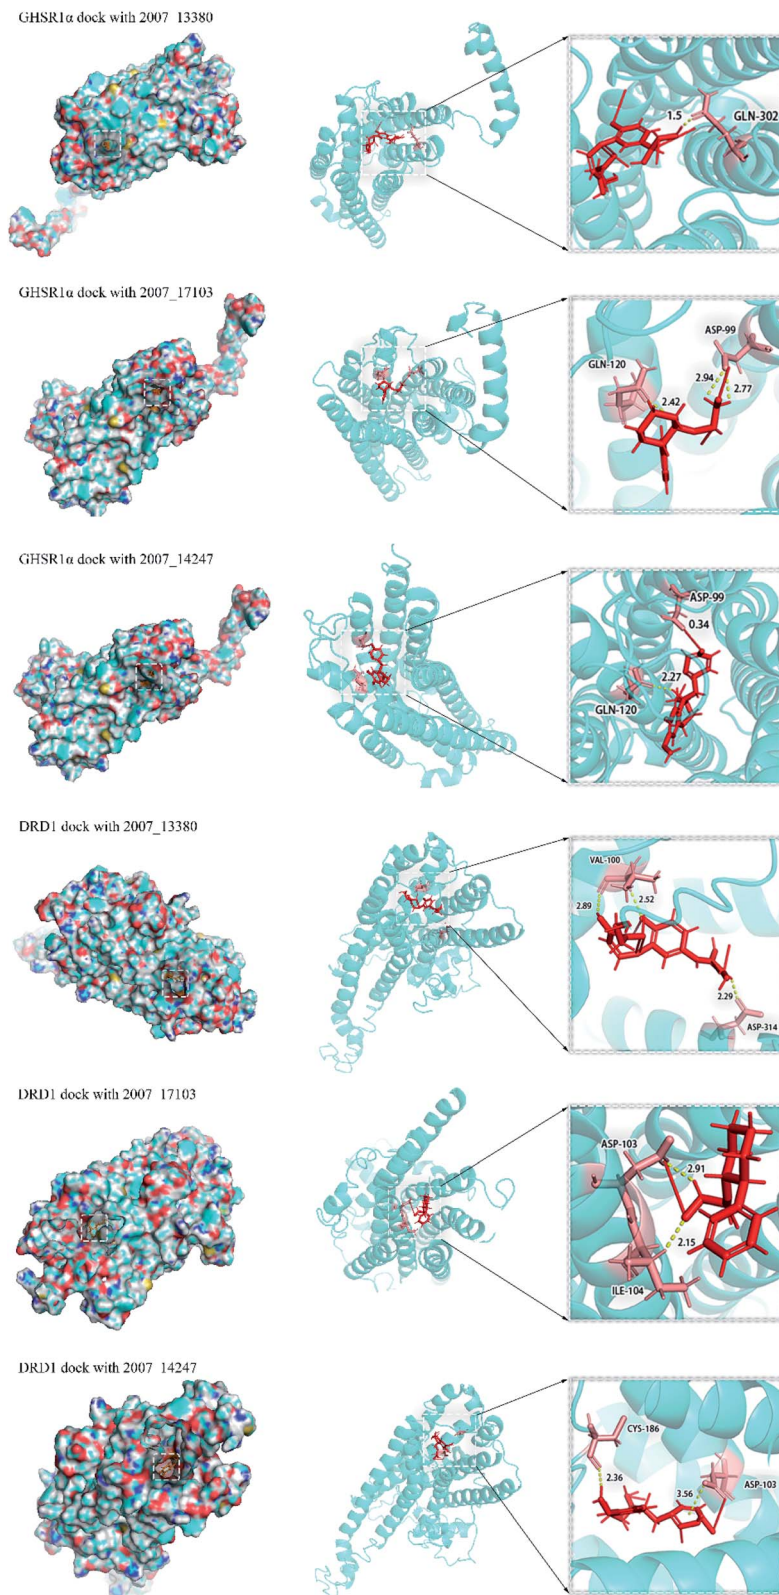 GHSR1α dock with 2007_13380
1.5
GLN-302
GHSR1α dock with 2007_17103
ASP-99
GLN-120
2.94
2.77
2.42
GHSR1α dock with 2007_14247
ASP-99
0.34
2.27
GLN-120
DRD1 dock with 2007_13380
VAL-100
2.89
2.52
2.29
ASP-314
DRD1 dock with 2007_17103
ASP-103
2.91
2.15
ILE-104
DRD1 dock with 2007_14247
CYS-186
2.36
3.56
ASP-103